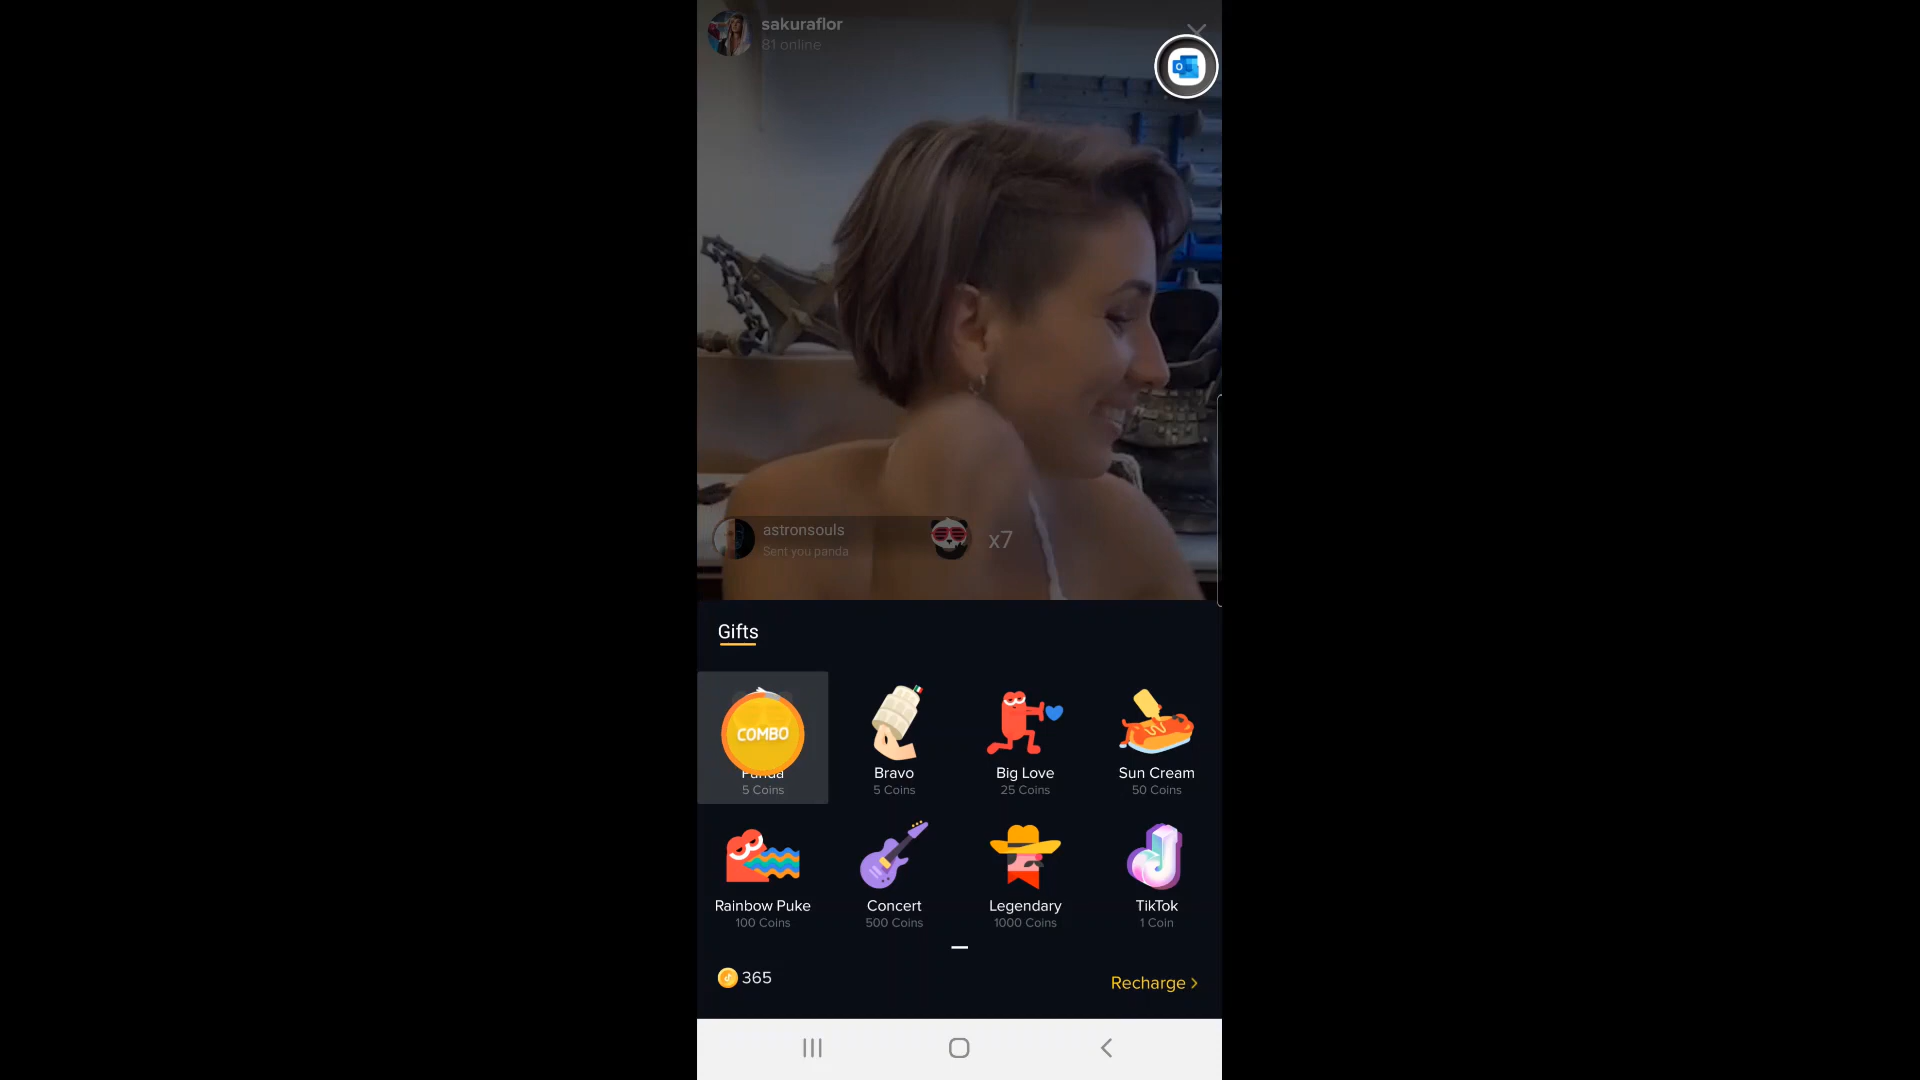 sakuraflor
81 online
astronsouls
Sent you panda
x7
Gifts
COMBO
Panda
5 Coins
Bravo
5 Coins
Big Love
25 Coins
Sun Cream
50 Coins
Rainbow Puke
100 Coins
Concert
500 Coins
Legendary
1000 Coins
TikTok
1 Coin
365
Recharge >